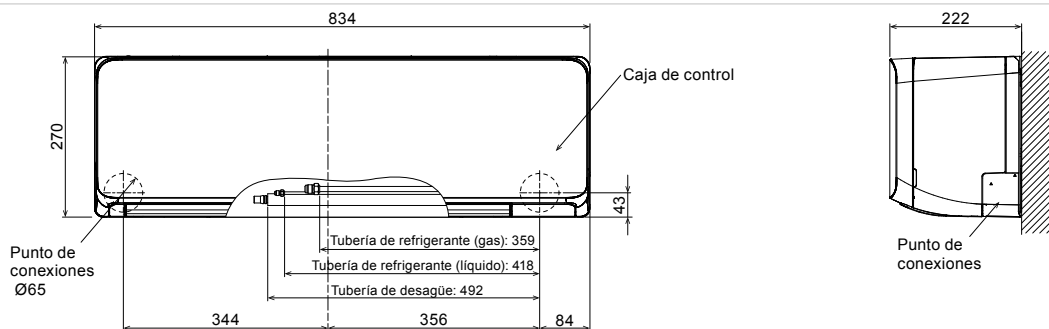 834
222
Caja de control
270
43
Tubería de refrigerante (gas): 359
Punto de
conexiones
Ø65
Tubería de refrigerante (líquido): 418
Tubería de desagüe: 492
Punto de
conexiones
344
356
84